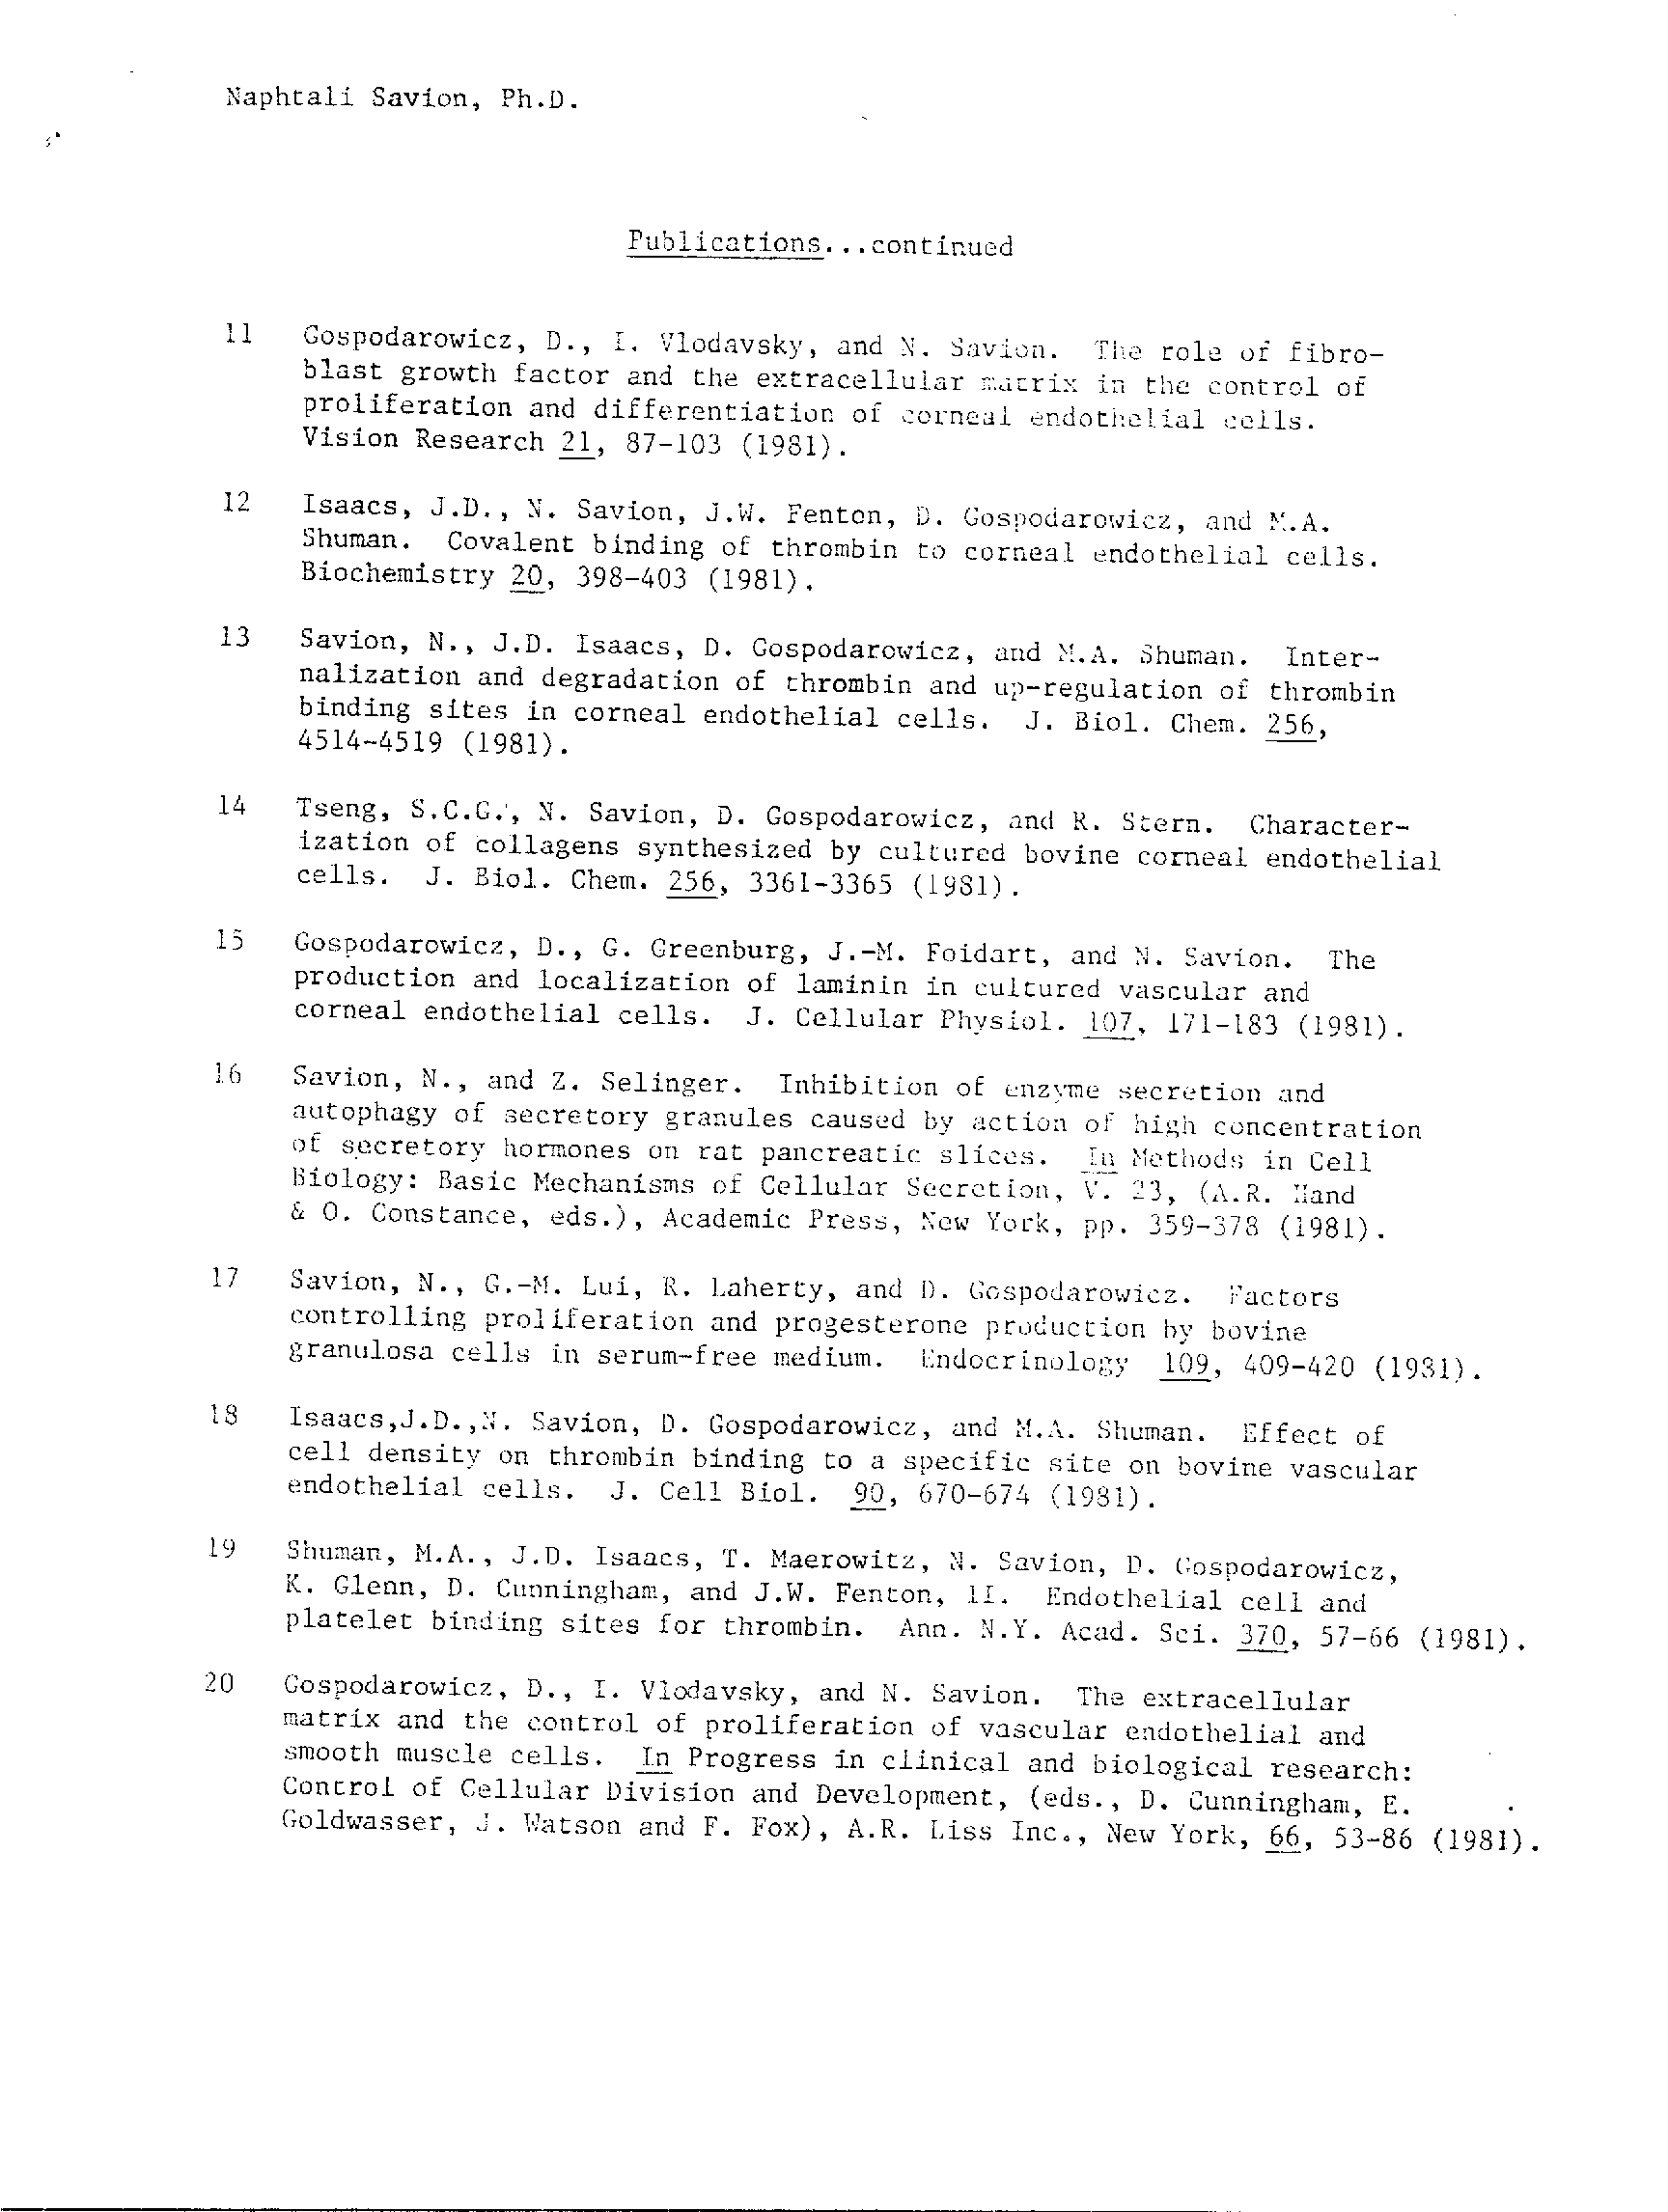 Naphtali Savion, Ph.D.
Publications...continued
11 Gospodarowicz, D., I. Vlodavsky, and N. Savion. The role of fibro-
blast growth factor and the extracellular matrix in the control of
proliferation and differentiation of corneal endothelial cells.
Vision Research 21, 87-103 (1981).
12 Isaacs, J.D., N. Savion, J.W. Fenton, D. Gospodarowicz, and M.A.
Shuman. Covalent binding of thrombin to corneal endothelial cells.
Biochemistry 20, 398-403 (1981).
13 Savion, N., J.D. Isaacs, D. Gospodarowicz, and M.A. Shuman. Inter-
nalization and degradation of thrombin and up-regulation of thrombin
binding sites in corneal endothelial cells. J. Biol. Chem. 256,
4514-4519 (1981).
14 Tseng, S.C.G., N. Savion, D. Gospodarowicz, and R. Stern. Character-
ization of collagens synthesized by cultured bovine corneal endothelial
cells. J. Biol. Chem. 256, 3361-3365 (1981).
15 Gospodarowicz, D., G. Greenburg, J.-M. Foidart, and N. Savion. The
production and localization of laminin in cultured vascular and
corneal endothelial cells. J. Cellular Physiol. 107, 171-183 (1981).
16 Savion, N., and Z. Selinger. Inhibition of enzyme secretion and
autophagy of secretory granules caused by action of high concentration
of secretory hormones on rat pancreatic slices. In Methods in Cell
Biology: Basic Mechanisms of Cellular Secretion, V. 23, (A.R. Hand
& O. Constance, eds.), Academic Press, New York, pp. 359-378 (1981).
17 Savion, N., G.-M. Lui, R. Laherty, and D. Gospodarowicz. Factors
controlling proliferation and progesterone production by bovine
granulosa cells in serum-free medium. Endocrinology 109, 409-420 (1981).
18 Isaacs,J.D.,N. Savion, D. Gospodarowicz, and M.A. Shuman. Effect of
cell density on thrombin binding to a specific site on bovine vascular
endothelial cells. J. Cell Biol. 90, 670-674 (1981).
19 Shuman, M.A., J.D. Isaacs, T. Maerowitz, N. Savion, D. Gospodarowicz,
K. Glenn, D. Cunningham, and J.W. Fenton, II. Endothelial cell and
platelet binding sites for thrombin. Ann. N.Y. Acad. Sci. 370, 57-66 (1981).
20 Gospodarowicz, D., I. Vlodavsky, and N. Savion. The extracellular
matrix and the control of proliferation of vascular endothelial and
smooth muscle cells. In Progress in clinical and biological research:
Control of Cellular Division and Development, (eds., D. Cunningham, E.
Goldwasser, J. Watson and F. Fox), A.R. Liss Inc., New York, 66, 53-86 (1981).